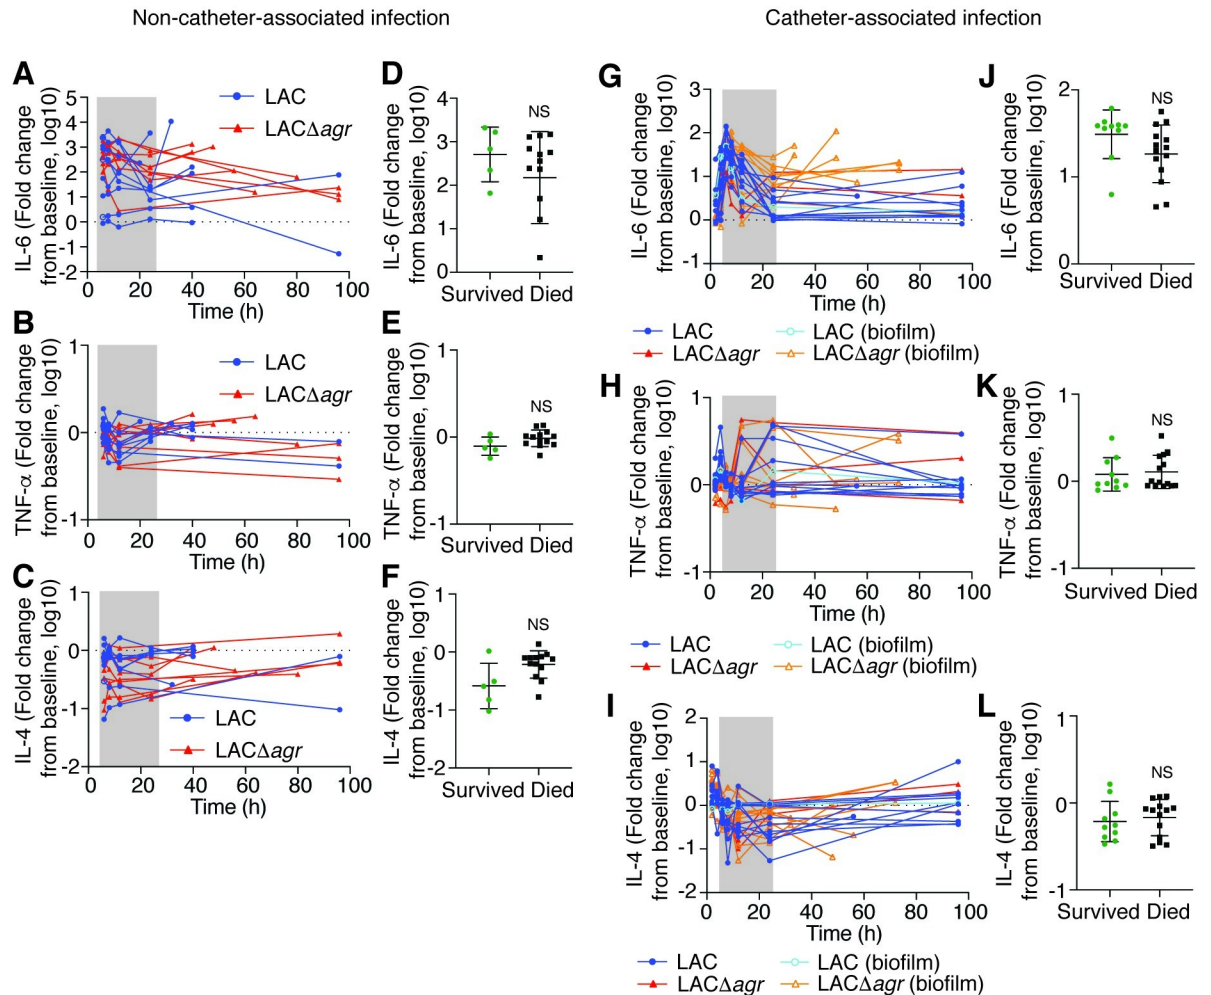 Non-catheter-associated infection
Catheter-associated infection
A
IL-6 (Fold change
from baseline, log10)
5
4
3
2
1
0
-1
-2
0 20 40 60 80 100
Time (h)
LAC
LACΔagr
D
IL-6 (Fold change
from baseline, log10)
4
3
2
1
0
NS
Survived Died
G
IL-6 (Fold change
from baseline, log10)
3
2
1
0
-1
0 20 40 60 80 100
Time (h)
LAC
LAC (biofilm)
LACΔagr
LACΔagr (biofilm)
J
IL-6 (Fold change
from baseline, log10)
2
1
0
NS
Survived Died
B
TNF-α (Fold change
from baseline, log10)
1
0
-1
0 20 40 60 80 100
Time (h)
LAC
LACΔagr
E
TNF-α (Fold change
from baseline, log10)
1
0
-1
NS
Survived Died
H
TNF-α (Fold change
from baseline, log10)
1
0
-1
0 20 40 60 80 100
Time (h)
LAC
LAC (biofilm)
LACΔagr
LACΔagr (biofilm)
K
TNF-α (Fold change
from baseline, log10)
1
0
-1
NS
Survived Died
C
IL-4 (Fold change
from baseline, log10)
1
0
-1
-2
0 20 40 60 80 100
Time (h)
LAC
LACΔagr
F
IL-4 (Fold change
from baseline, log10)
1
0
-1
-2
NS
Survived Died
I
IL-4 (Fold change
from baseline, log10)
2
1
0
-1
-2
0 20 40 60 80 100
Time (h)
LAC
LAC (biofilm)
LACΔagr
LACΔagr (biofilm)
L
IL-4 (Fold change
from baseline, log10)
1
0
-1
NS
Survived Died